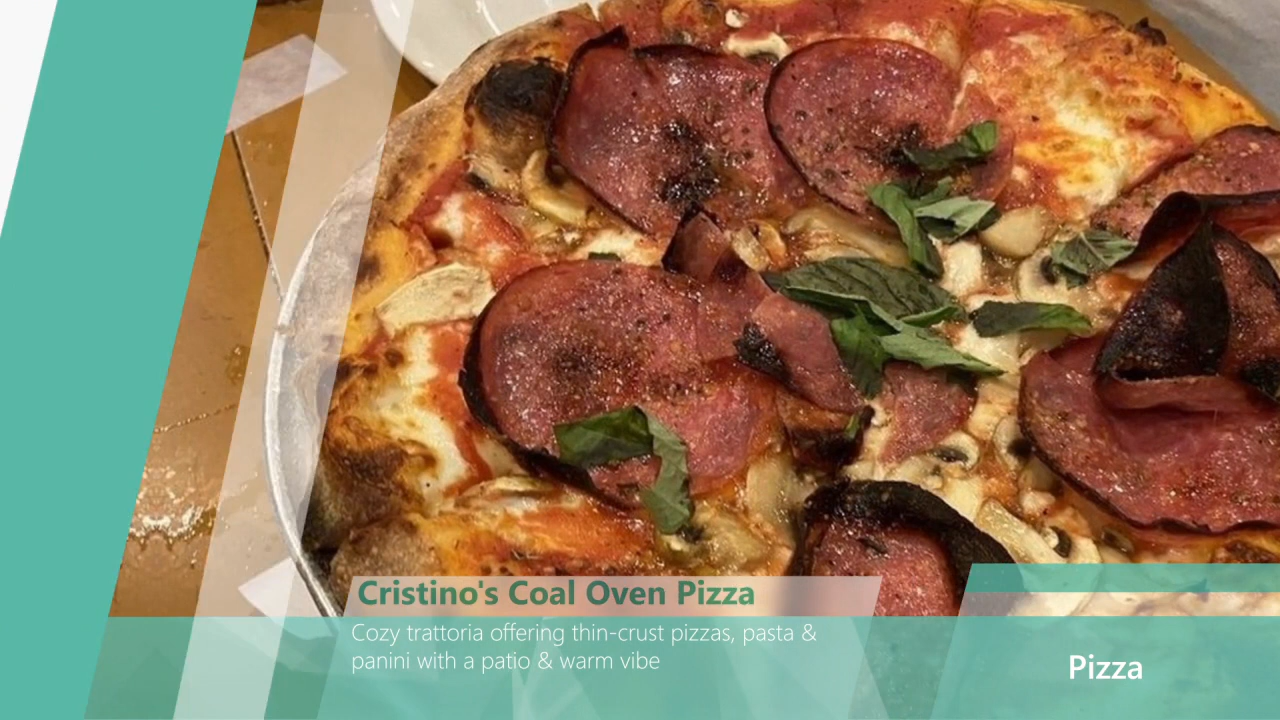 Cristino's Coal Oven Pizza
Cozy trattoria offering thin-crust pizzas, pasta &
panini with a patio & warm vibe
Pizza